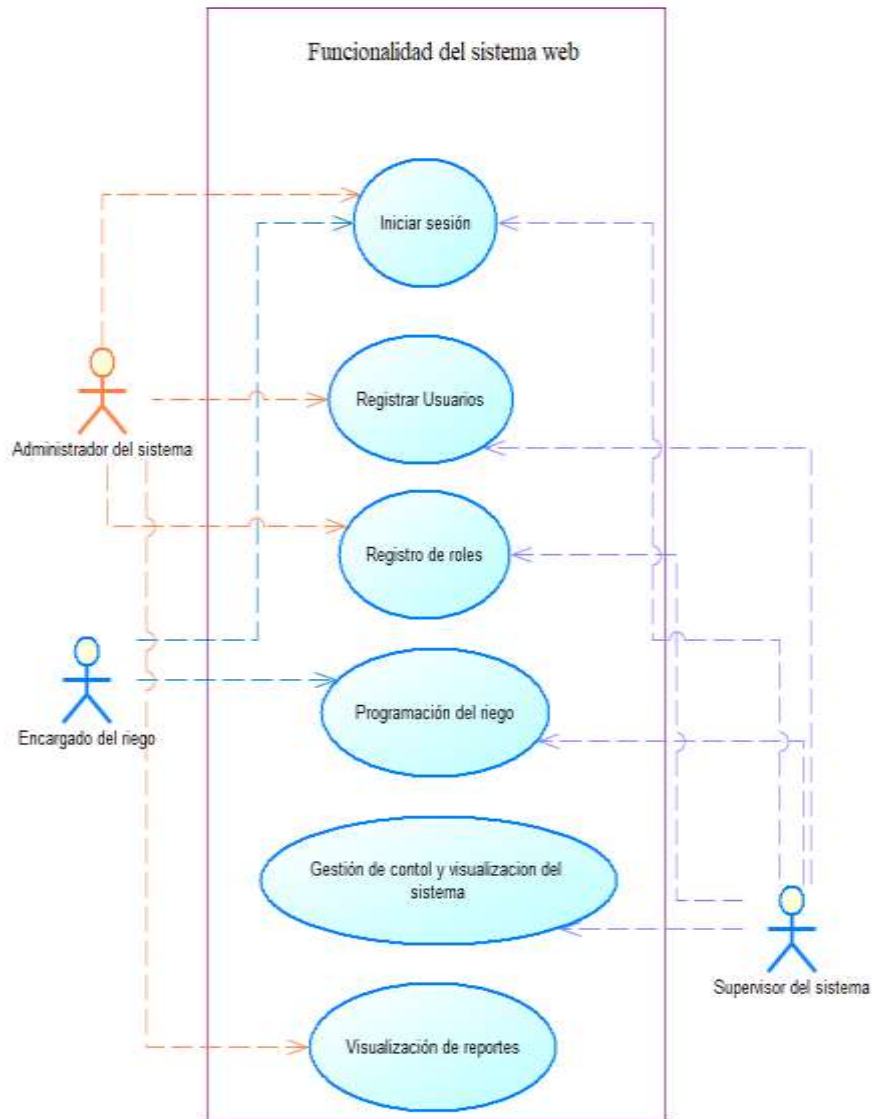 Funcionalidad del sistema web
Iniciar sesión
Registrar Usuarios
Administrador del sistema
Registro de roles
Programación del riego
Encargado del riego
Gestión de contol y visualizacion del
sistema
Supervisor del sistema
Visualización de reportes